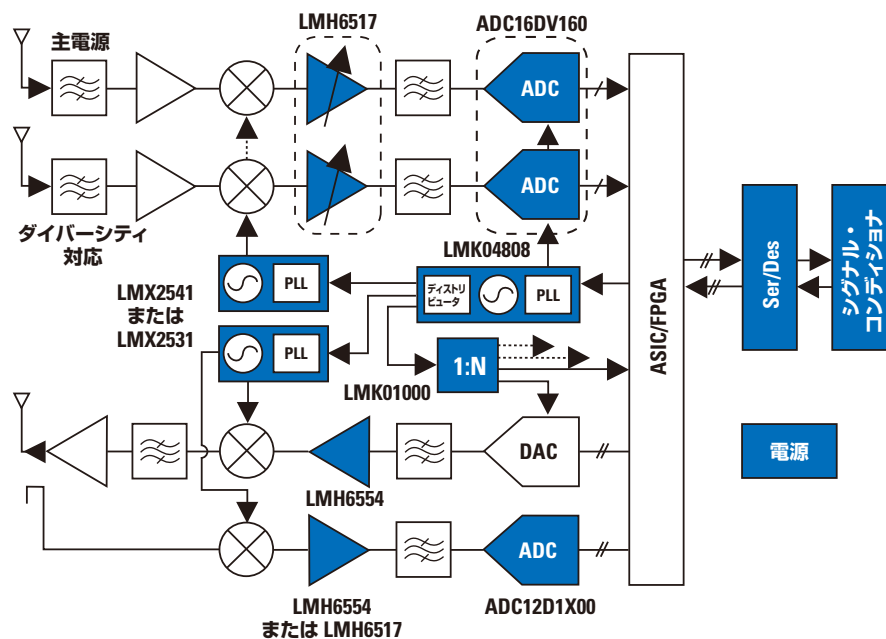 LMH6517
ADC16DV160
主電源
ADC
ADC
ダイバーシティ
対応
LMK04808
LMX2541
または
LMX2531
PLL
ディストリ
ビュータ
PLL
PLL
LMK01000
1:N
ASIC/FPGA
Ser/Des
シグナル・
コンディショナ
DAC
電源
LMH6554
ADC
LMH6554
または LMH6517
ADC12D1X00